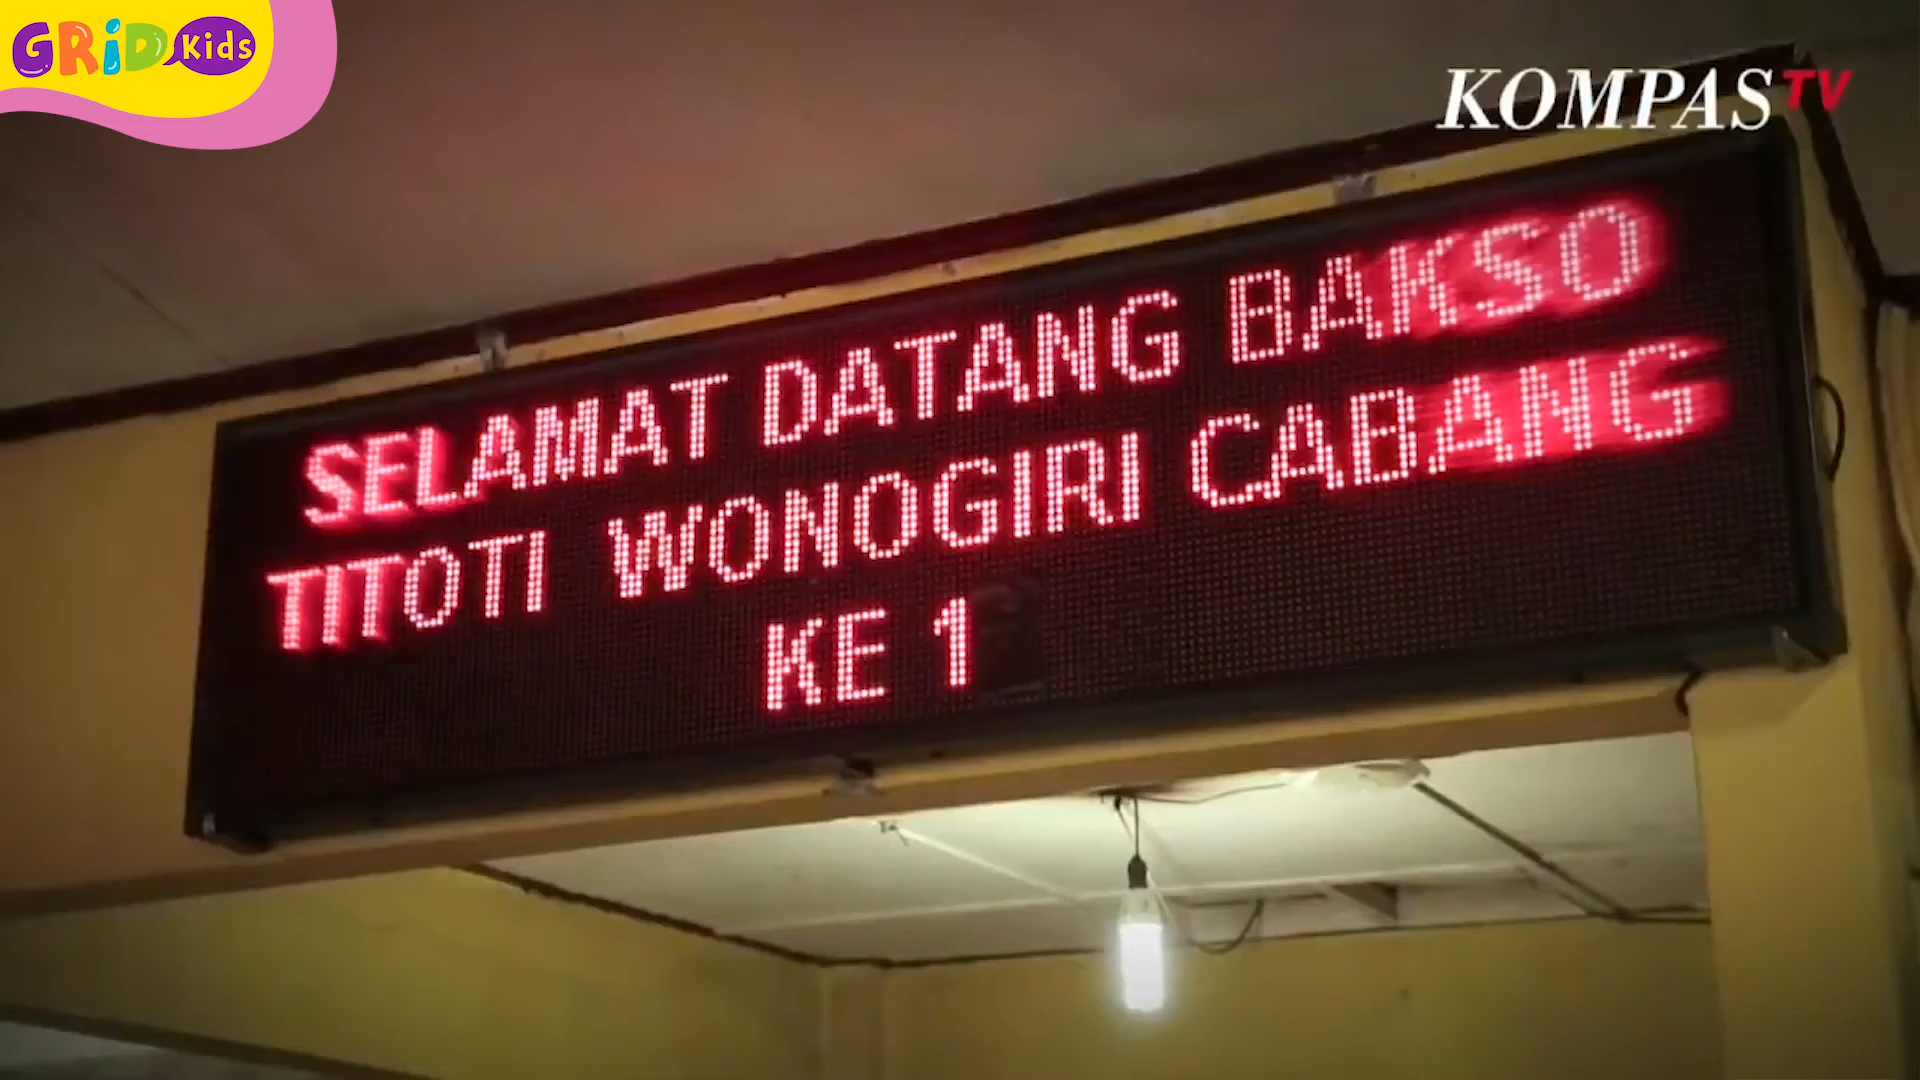 GRID Kids
KOMPAS TV
SELAMAT DATANG BAKSO
TITOTI WONOGIRI CABANG
KE 1